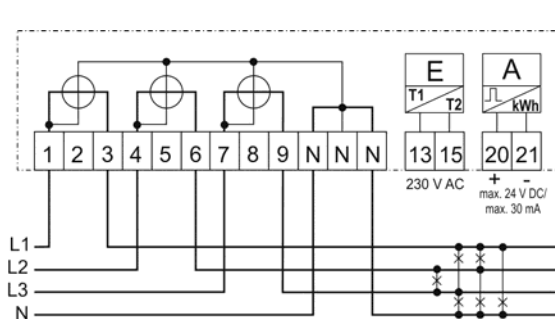 E
A
T1
T2
kWh
1 2 3 4 5 6 7 8 9 N N N
13 15
20 21
230 V AC
+ -
max. 24 V DC/
max. 30 mA
L1
L2
L3
N